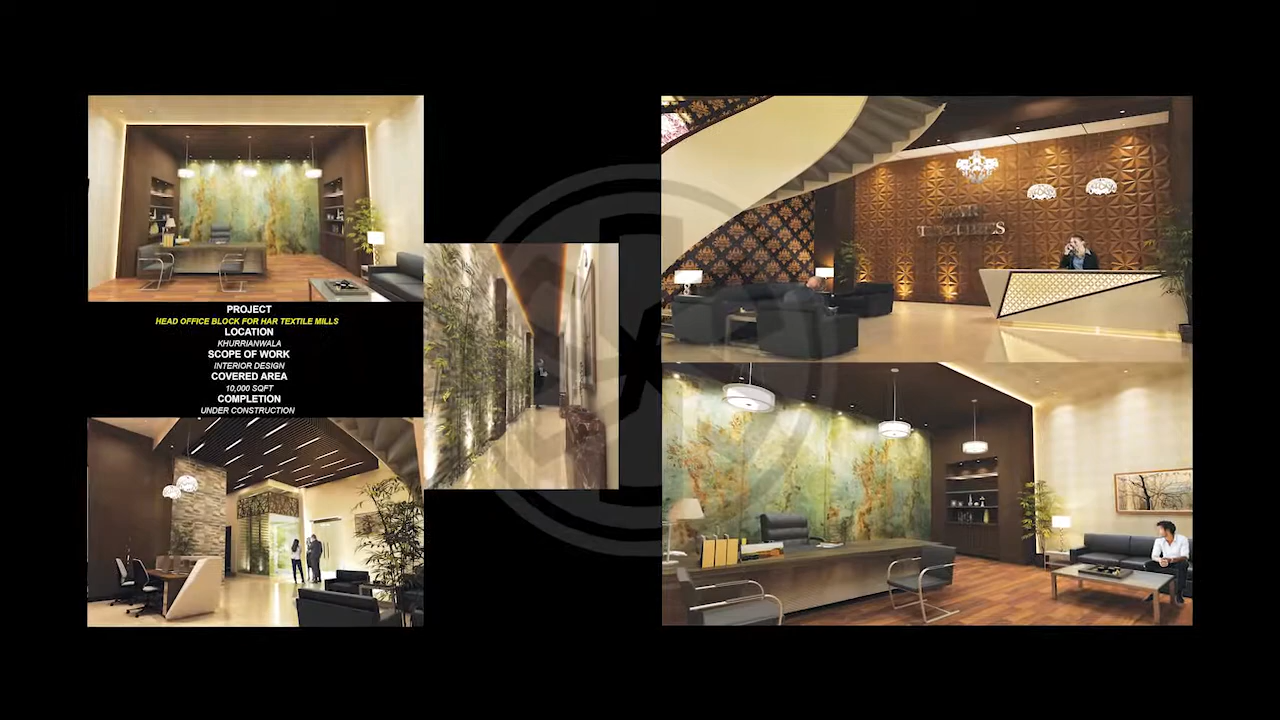 PROJECT
HEAD OFFICE BLOCK FOR HAR TEXTILE MILLS
LOCATION
KHURRIANWALA
SCOPE OF WORK
INTERIOR DESIGN
COVERED AREA
10,000 SQFT
COMPLETION
UNDER CONSTRUCTION